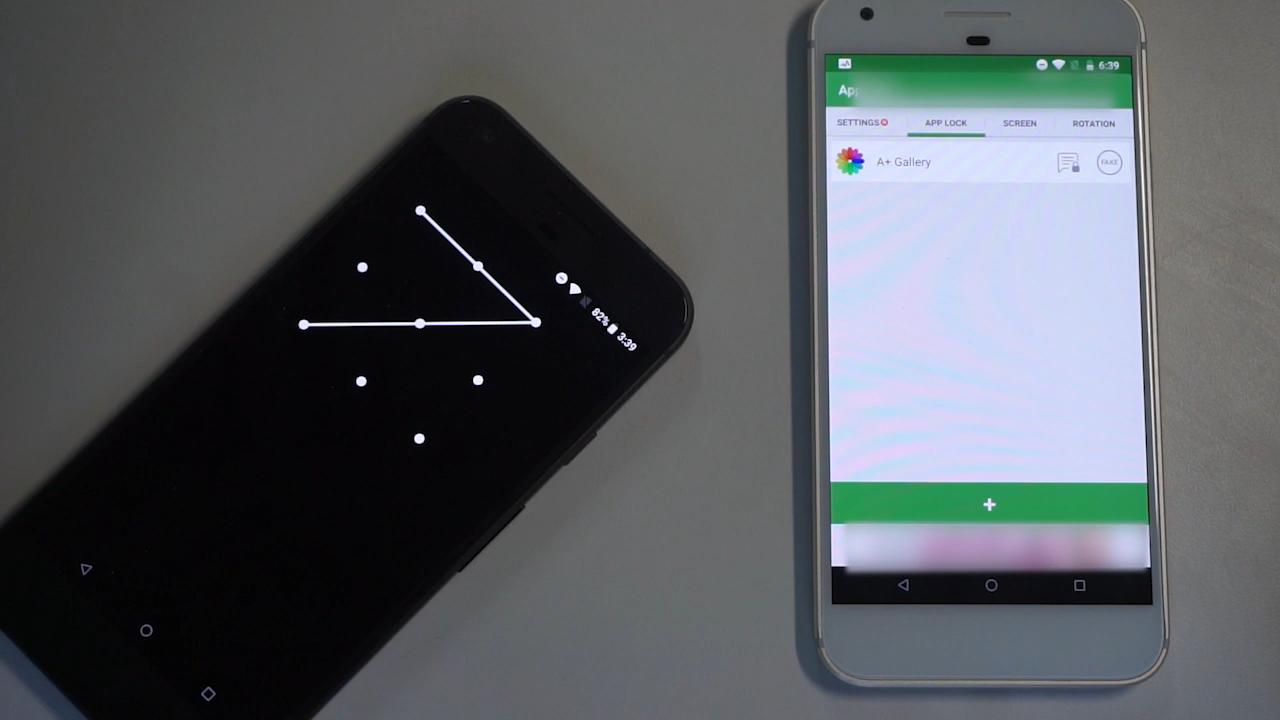 82% 3:39
6:39
App
SETTINGS
APP LOCK
SCREEN
ROTATION
A+ Gallery
FAKE
+